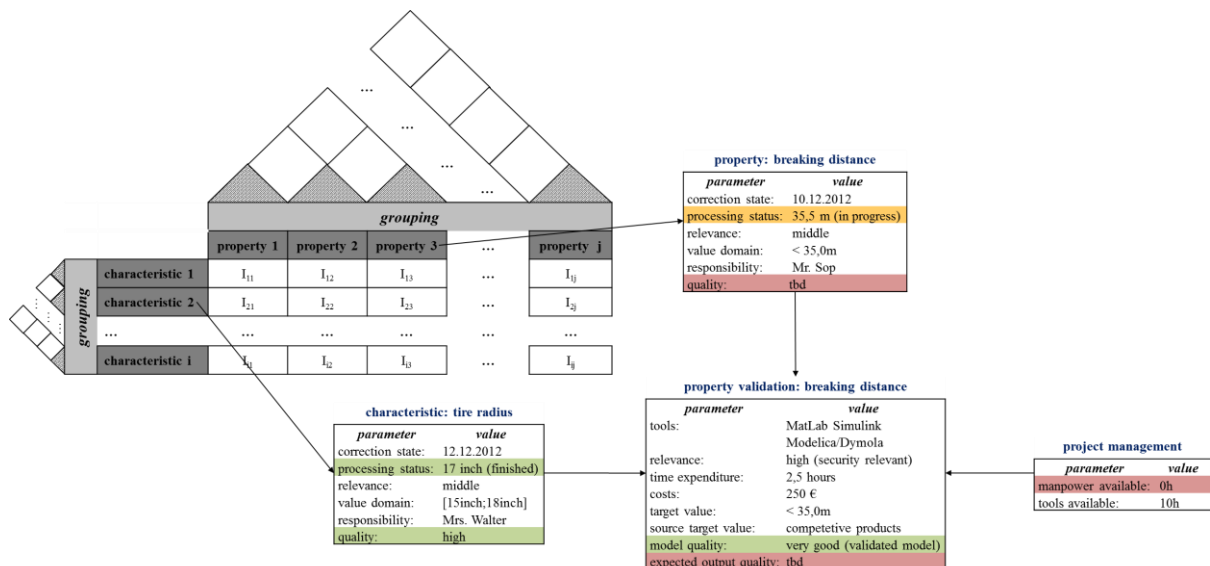 ...
...
...
...
grouping
property 1 property 2 property 3 ... property j
grouping
characteristic 1 I11 I12 I13 ... I1j
characteristic 2 I21 I22 I23 ... I2j
... ... ... ... ...
characteristic i Ii1 Ii2 Ii3 ... Iij
property: breaking distance
parameter value
correction state: 10.12.2012
processing status: 35,5 m (in progress)
relevance: middle
value domain: < 35,0m
responsibility: Mr. Sop
quality: tbd
characteristic: tire radius
parameter value
correction state: 12.12.2012
processing status: 17 inch (finished)
relevance: middle
value domain: [15inch;18inch]
responsibility: Mrs. Walter
quality: high
property validation: breaking distance
parameter value
tools: MatLab Simulink
Modelica/Dymola
relevance: high (security relevant)
time expenditure: 2,5 hours
costs: 250 €
target value: < 35,0m
source target value: competetive products
model quality: very good (validated model)
expected output quality: tbd
project management
parameter value
manpower available: 0h
tools available: 10h